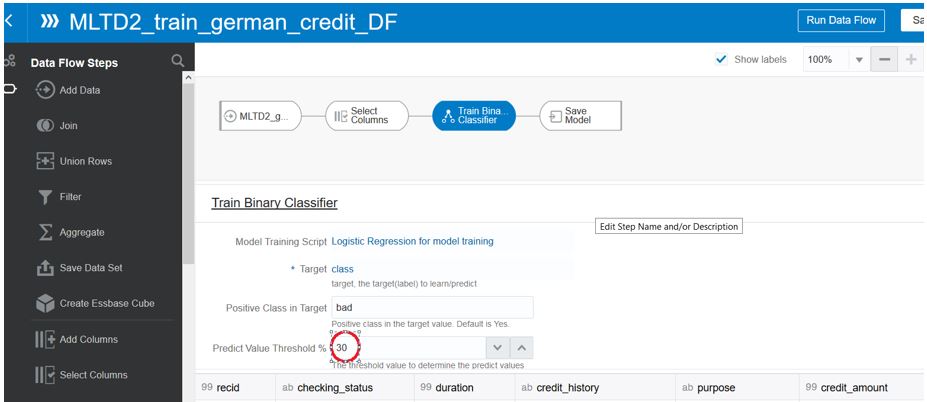 MLTD2_train_german_credit_DF
Run Data Flow
Sa
Data Flow Steps
Show labels
100%
Add Data
Join
Union Rows
Filter
Aggregate
Save Data Set
Create Essbase Cube
Add Columns
Select Columns
MLTD2_g...
Select
Columns
Train Bina...
Classifier
Save
Model
Train Binary Classifier
Edit Step Name and/or Description
Model Training Script Logistic Regression for model training
* Target class
target, the target(label) to learn/predict
Positive Class in Target bad
Positive class in the target value. Default is Yes.
Predict Value Threshold % 30
The threshold value to determine the predict values
99 recid ab checking_status 99 duration ab credit_history ab purpose 99 credit_amount